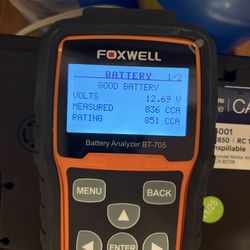 FOXWELL
BATTERY 1/2
GOOD BATTERY
VOLTS 12.69 V
MEASURED 836 CCA
RATING 851 CCA
Battery Analyzer BT-705
MENU
BACK
ENTER
CA
850 / RC 1
nspillable